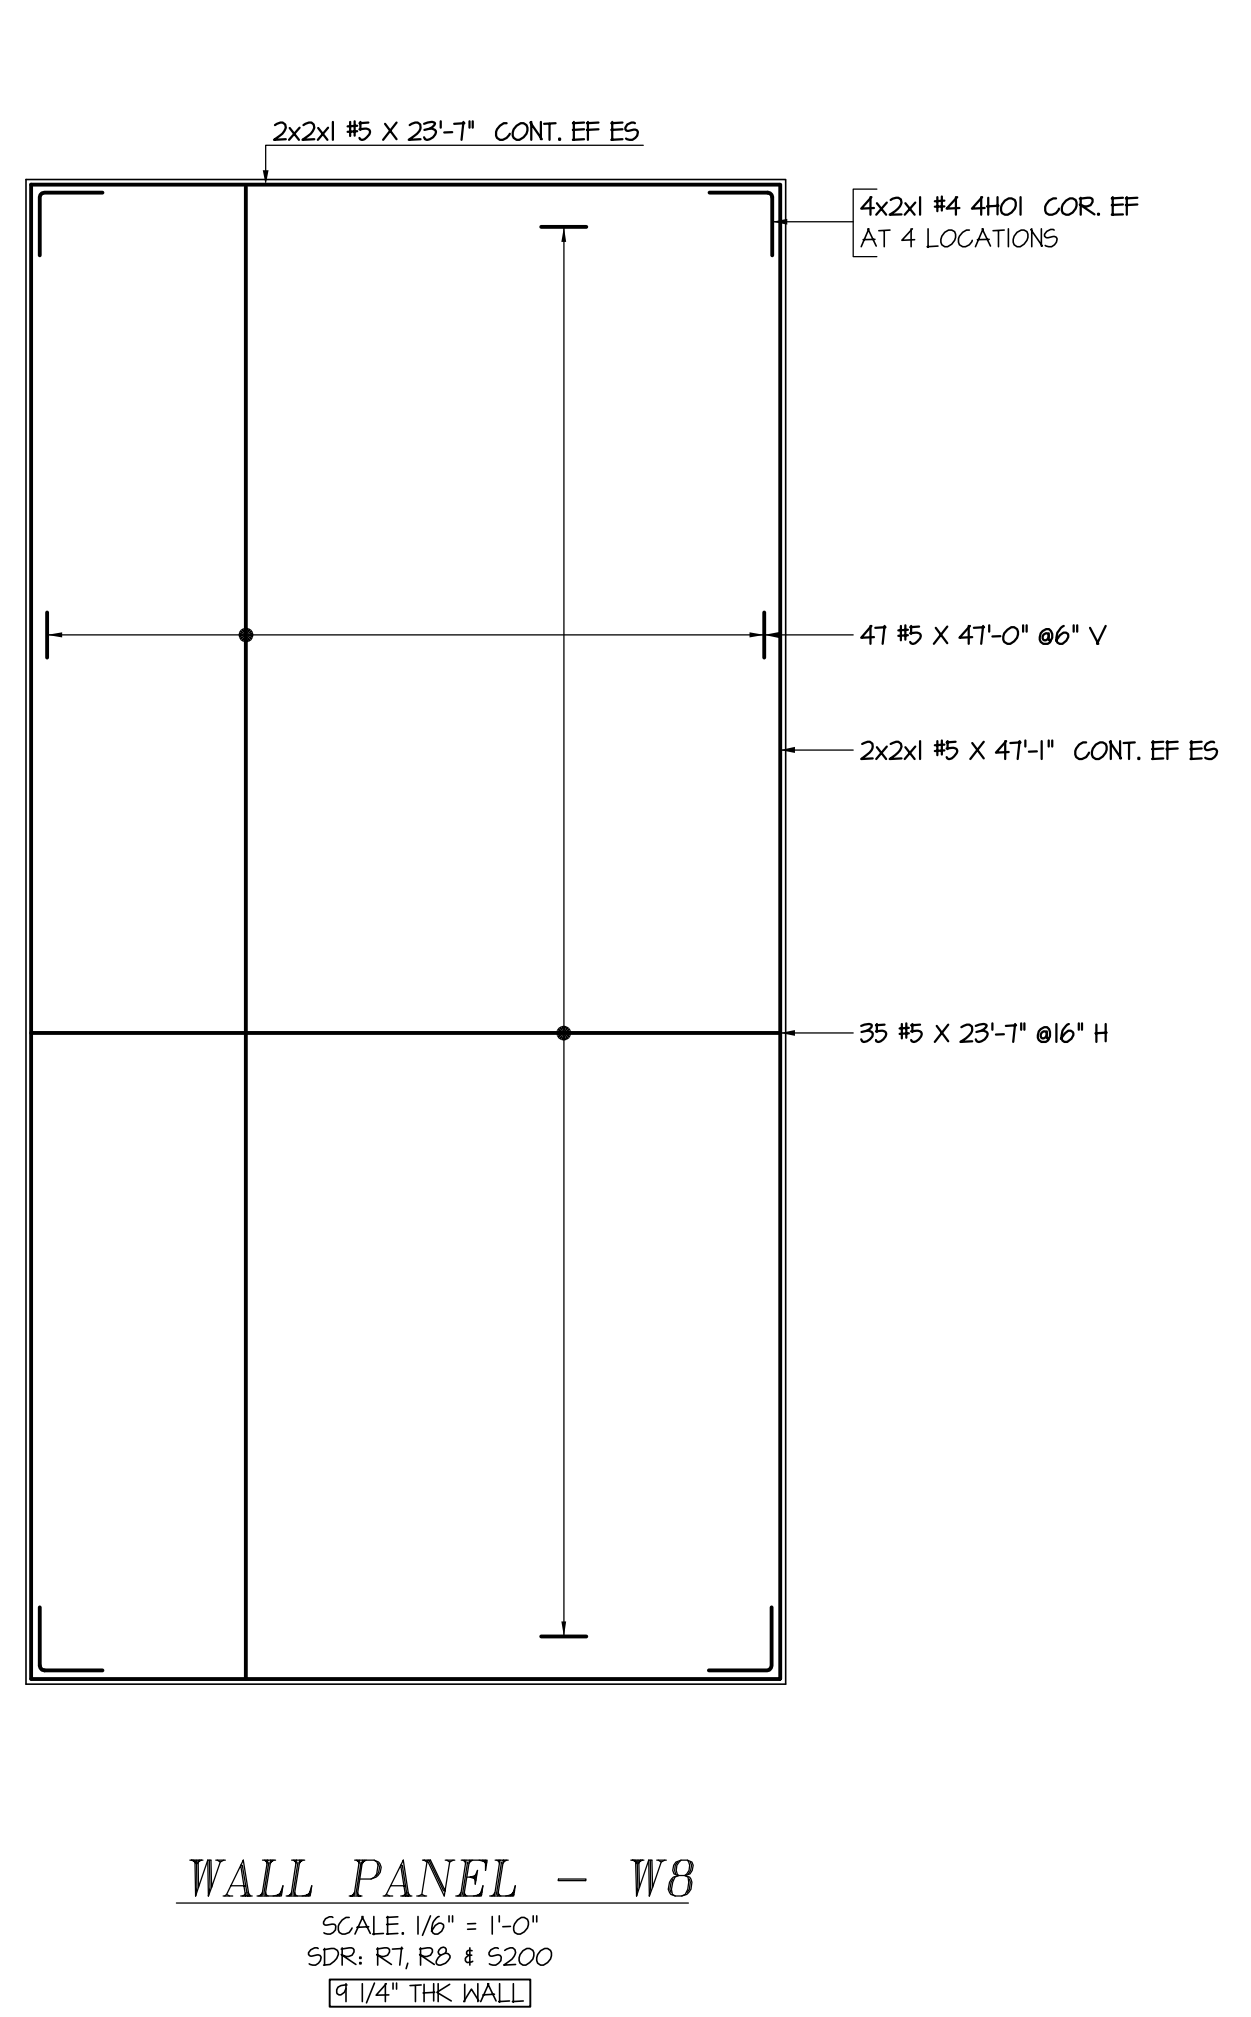 2x2x1 #5 X 23'-7" CONT. EF ES
4x2x1 #4 4H01 COR. EF
AT 4 LOCATIONS
47 #5 X 47'-0" @6" V
2x2x1 #5 X 47'-1" CONT. EF ES
35 #5 X 23'-7" @16" H
WALL PANEL - W8
SCALE. 1/6" = 1'-0"
SDR: R7, R8 & S200
9 1/4" THK WALL